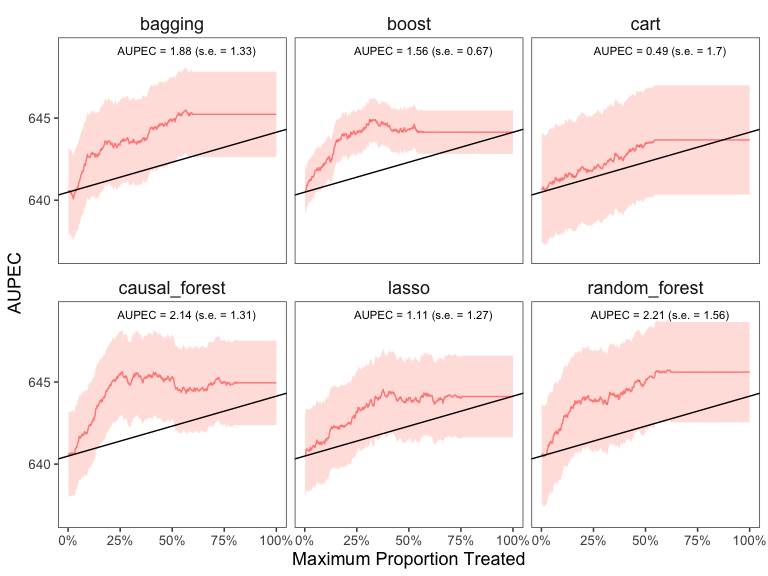 bagging boost cart
AUPEC = 1.88 (s.e. = 1.33) AUPEC = 1.56 (s.e. = 0.67) AUPEC = 0.49 (s.e. = 1.7)
645
640
causal_forest lasso random_forest
AUPEC = 2.14 (s.e. = 1.31) AUPEC = 1.11 (s.e. = 1.27) AUPEC = 2.21 (s.e. = 1.56)
645
640
AUPEC
0% 25% 50% 75% 100% 0% 25% 50% 75% 100% 0% 25% 50% 75% 100%
Maximum Proportion Treated